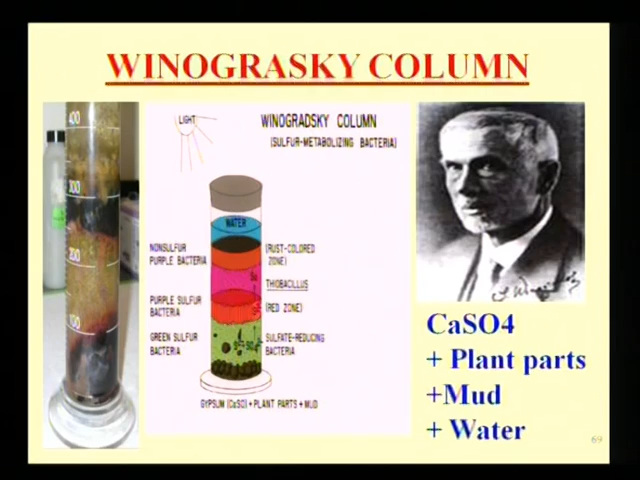 WINOGRASKY COLUMN
400
300
200
100
LIGHT
WINOGRADSKY COLUMN
(SULFUR-METABOLIZING BACTERIA)
WATER
NONSULFUR
PURPLE BACTERIA
(RUST-COLORED
ZONE)
THIOBACILLUS
PURPLE SULFUR
BACTERIA
(RED ZONE)
GREEN SULFUR
BACTERIA
SULFATE-REDUCING
BACTERIA
GYPSUM (CaSO) + PLANT PARTS + MUD
CaSO4
+ Plant parts
+Mud
+ Water
69